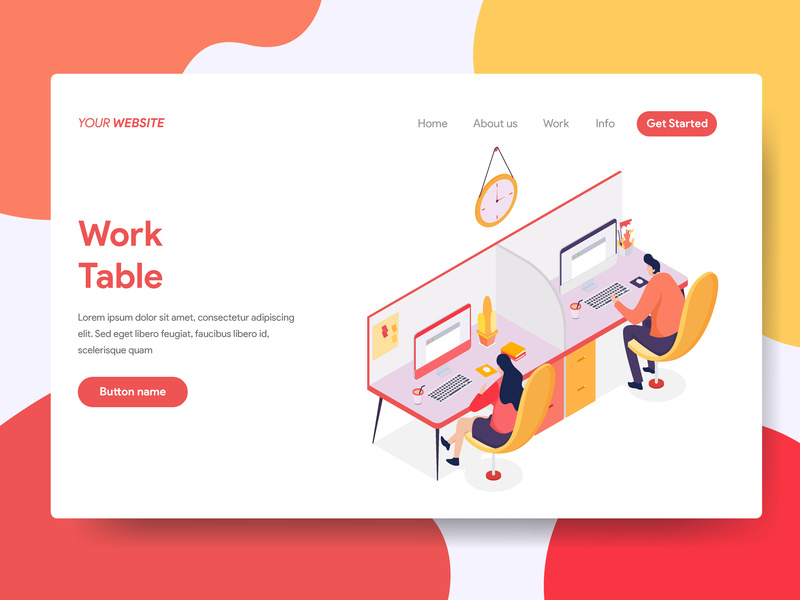 YOUR WEBSITE
Home About us Work Info Get Started
Work
Table
Lorem ipsum dolor sit amet, consectetur adipiscing
elit. Sed eget libero feugiat, faucibus libero id,
scelerisque quam
Button name